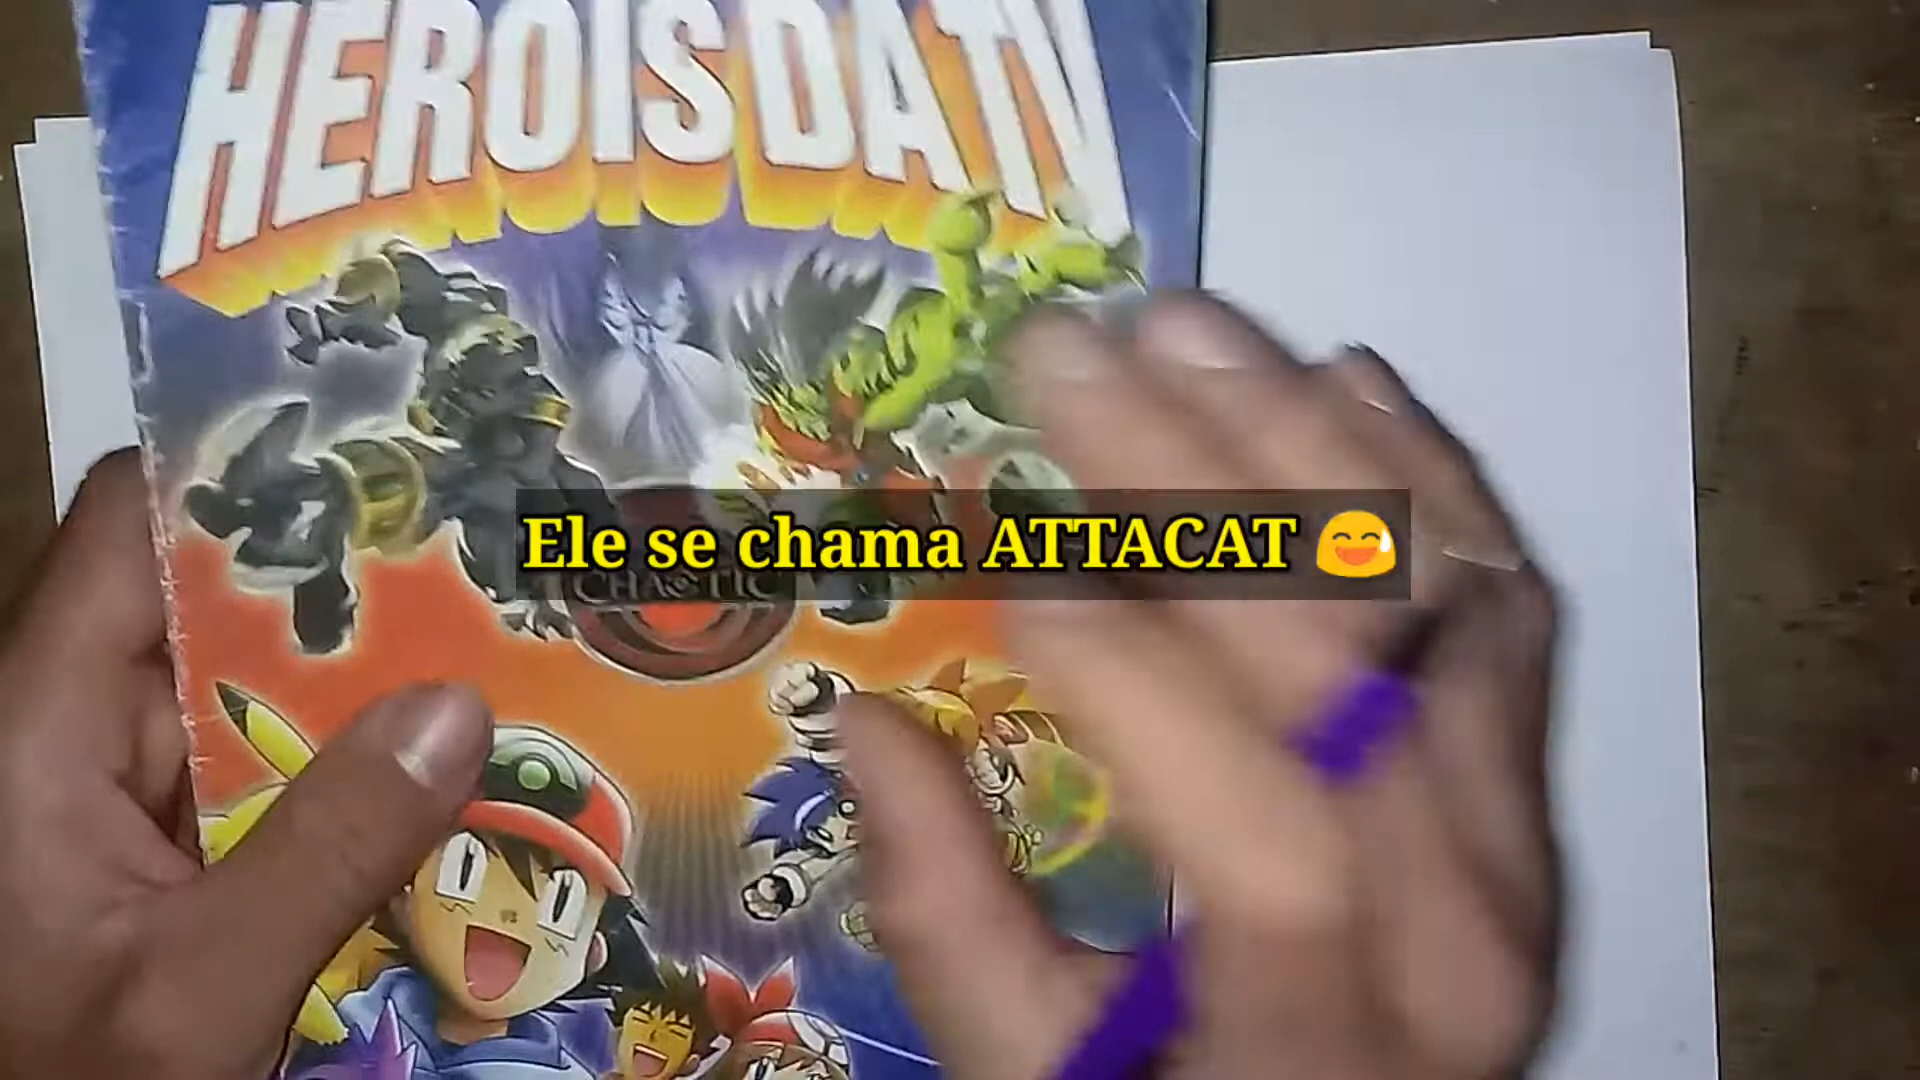 HEROIS DA TV
Ele se chama ATTACAT 😅
CHAOTIC